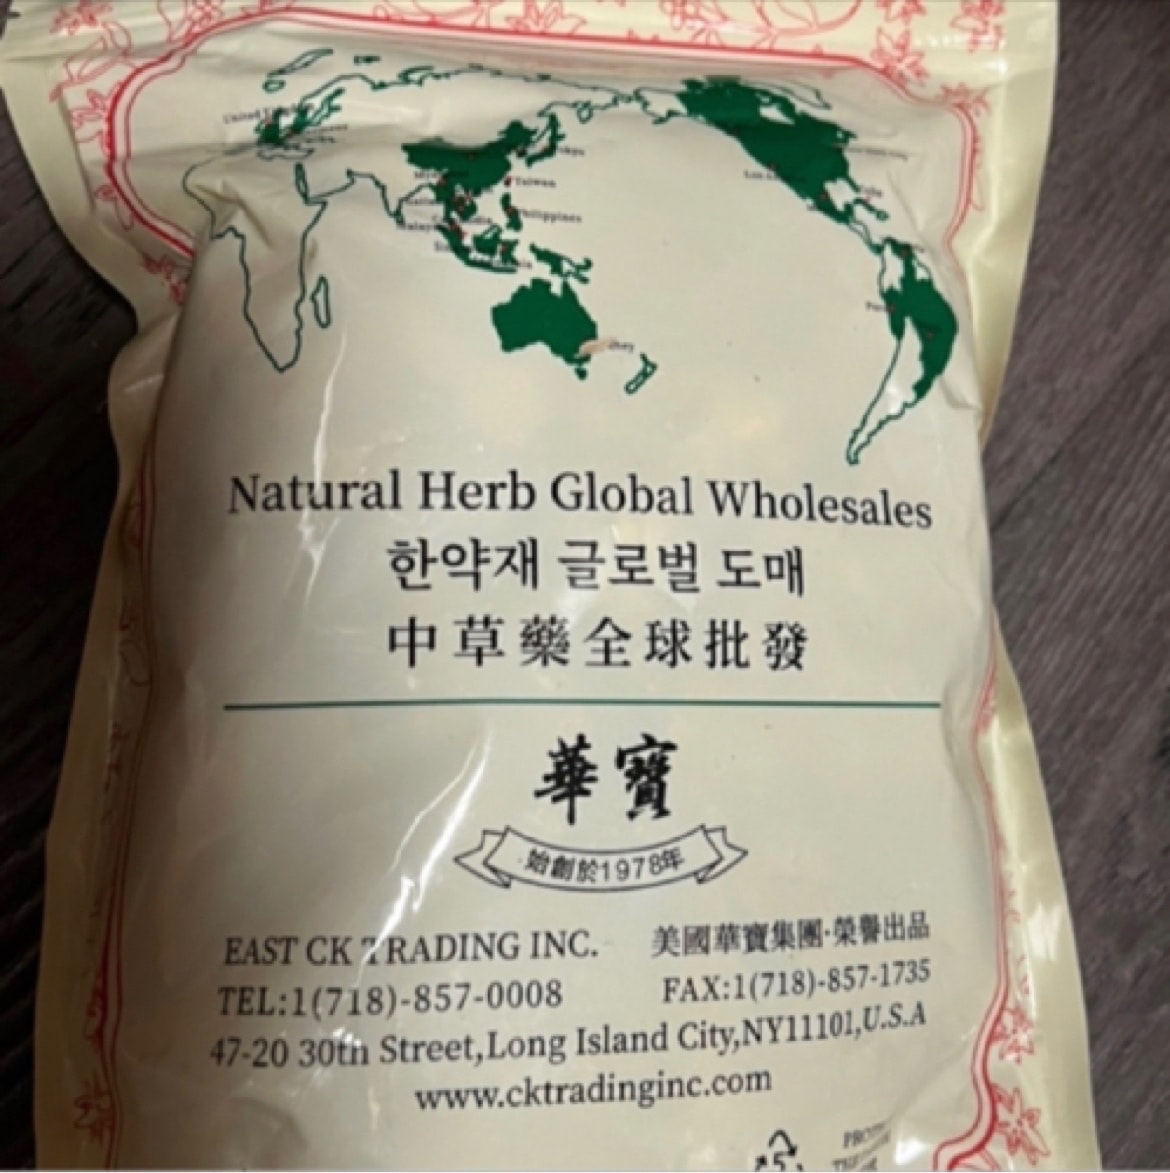 Taiwan
Philippines
Natural Herb Global Wholesales
한약재 글로벌 도매
中草藥全球批發
華寶
始創於1978年
EAST CK TRADING INC. 美國華寶集團·榮譽出品
TEL:1(718)-857-0008 FAX:1(718)-857-1735
47-20 30th Street,Long Island City,NY11101,U.S.A
www.cktradinginc.com
5